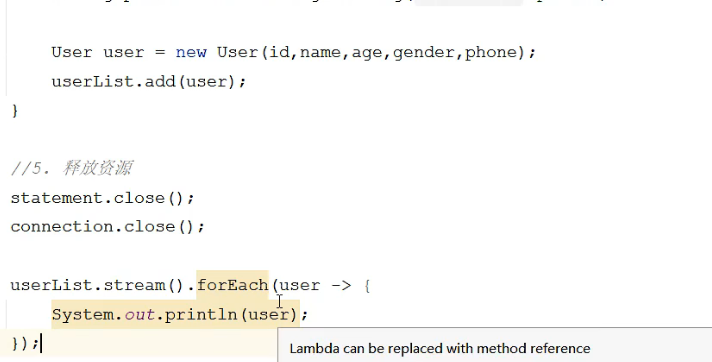 User user = new User(id,name,age,gender,phone);
userList.add(user);
}
//5. 释放资源
statement.close();
connection.close();
userList.stream().forEach(user -> {
System.out.println(user);
});
Lambda can be replaced with method reference